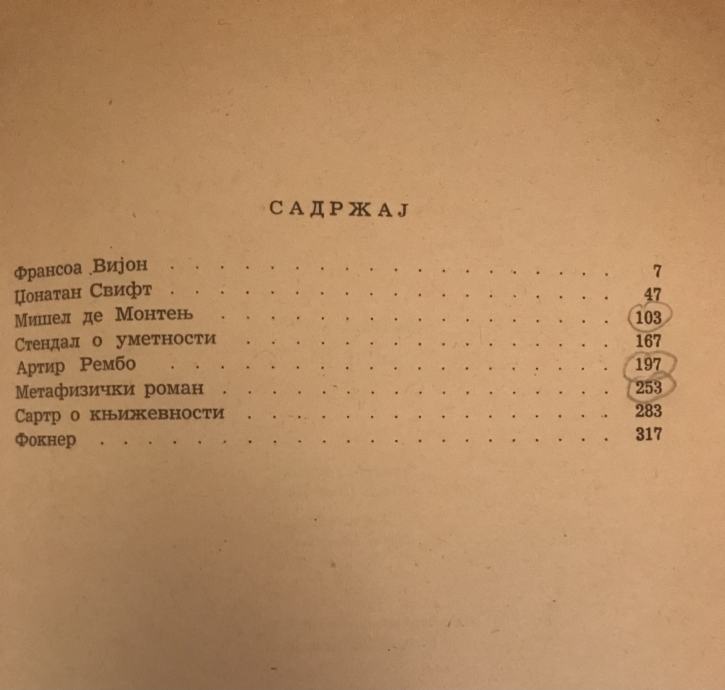 САДРЖАЈ
Франсоа Вијон . . . . . . . . . . . . . . . . . . 7
Џонатан Свифт . . . . . . . . . . . . . . . . . . 47
Мишел де Монтењ . . . . . . . . . . . . . . . . 103
Стендал о уметности . . . . . . . . . . . . . . . 167
Артир Рембо . . . . . . . . . . . . . . . . . . 197
Метафизички роман . . . . . . . . . . . . . . . . 253
Сартр о књижевности . . . . . . . . . . . . . . . 283
Фокнер . . . . . . . . . . . . . . . . . . . . . 317